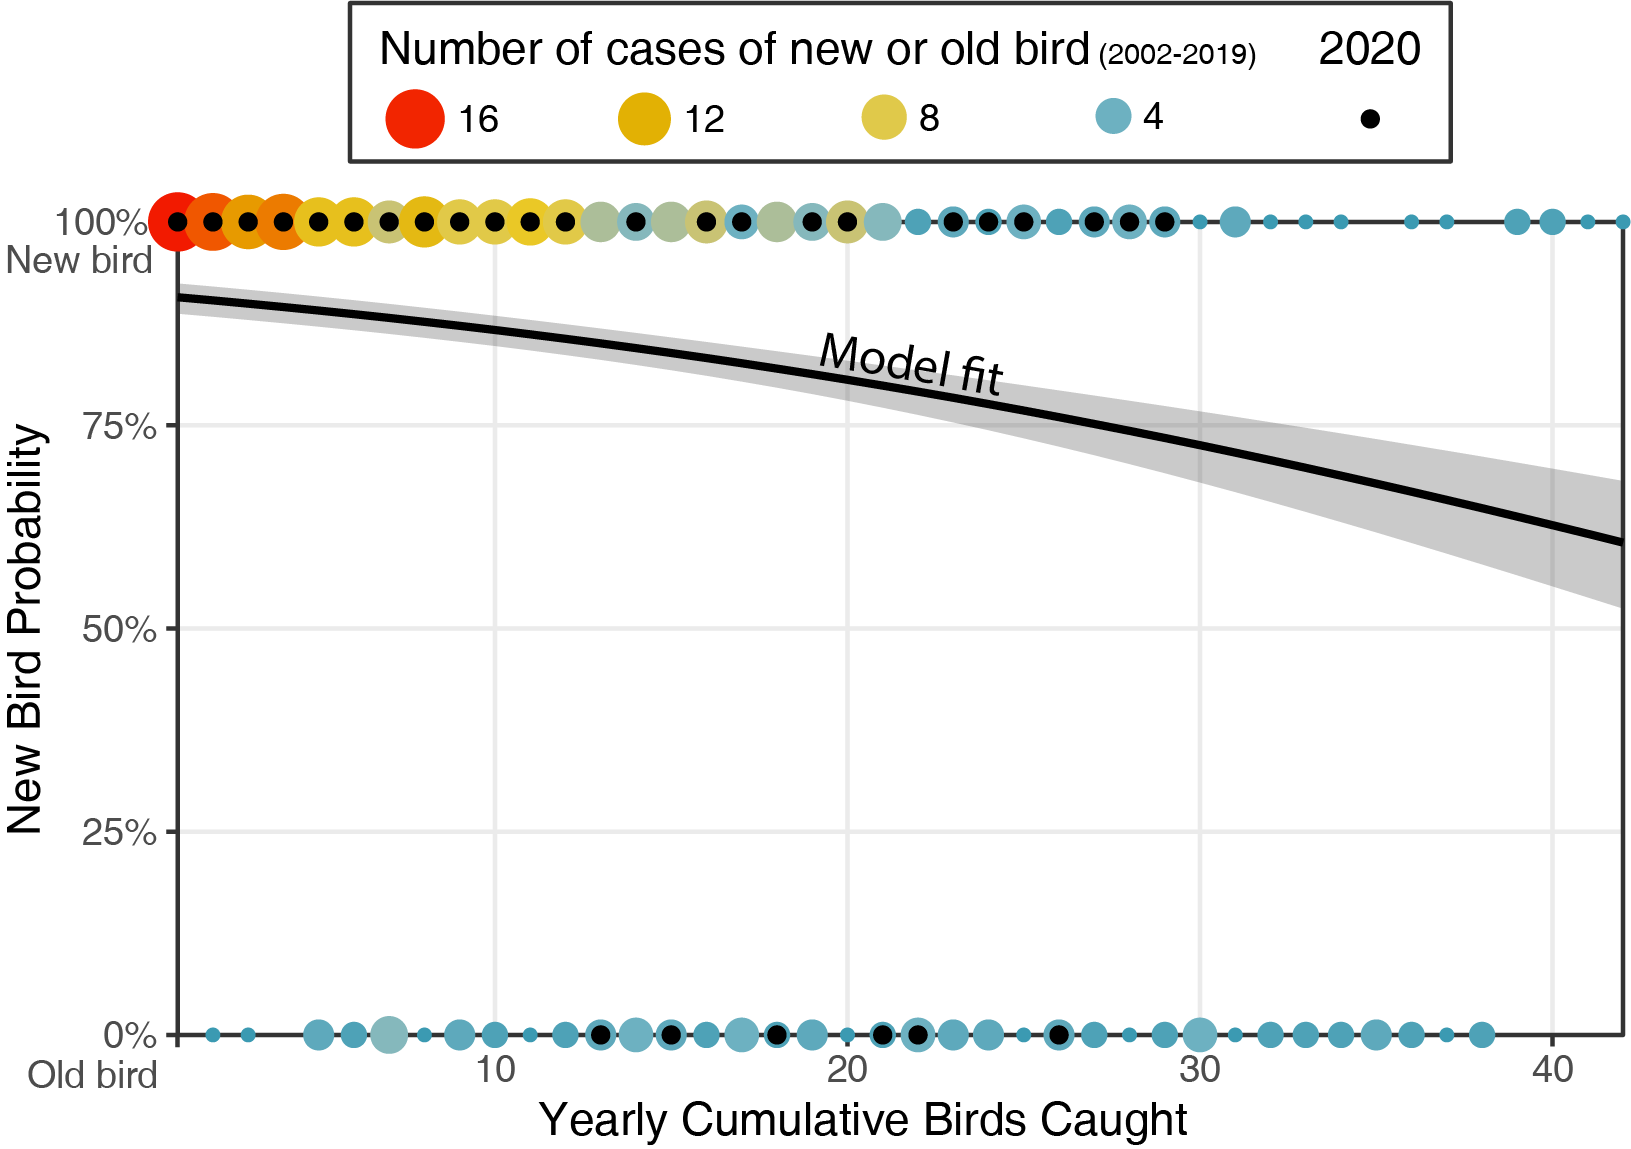 Number of cases of new or old bird (2002-2019) 2020
16 12 8 4
100%
New bird
Model fit
75%
50%
25%
0%
Old bird
10 20 30 40
New Bird Probability
Yearly Cumulative Birds Caught